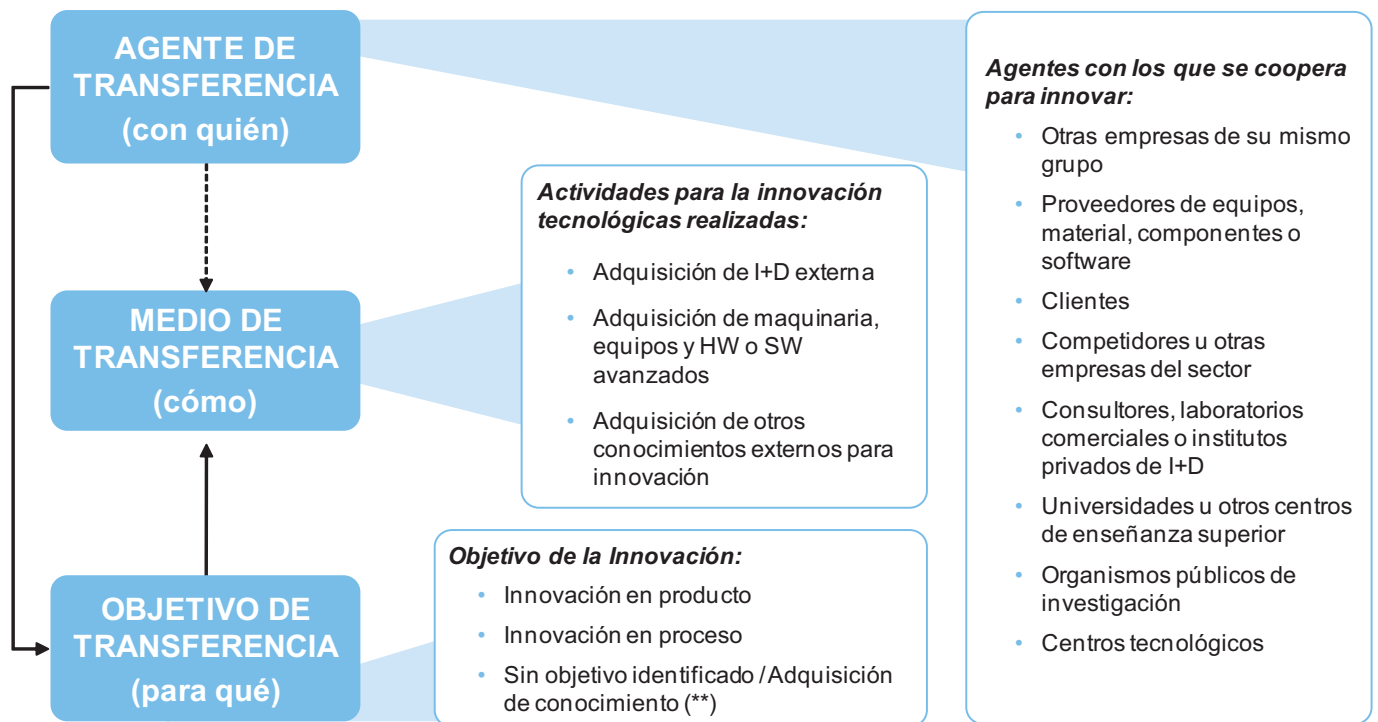 AGENTE DE
TRANSFERENCIA
(con quién)
MEDIO DE
TRANSFERENCIA
(cómo)
OBJETIVO DE
TRANSFERENCIA
(para qué)
Actividades para la innovación
tecnológicas realizadas:
• Adquisición de I+D externa
• Adquisición de maquinaria,
equipos y HW o SW
avanzados
• Adquisición de otros
conocimientos externos para
innovación
Objetivo de la Innovación:
• Innovación en producto
• Innovación en proceso
• Sin objetivo identificado /Adquisición
de conocimiento (**)
Agentes con los que se coopera
para innovar:
• Otras empresas de su mismo
grupo
• Proveedores de equipos,
material, componentes o
software
• Clientes
• Competidores u otras
empresas del sector
• Consultores, laboratorios
comerciales o institutos
privados de I+D
• Universidades u otros centros
de enseñanza superior
• Organismos públicos de
investigación
• Centros tecnológicos